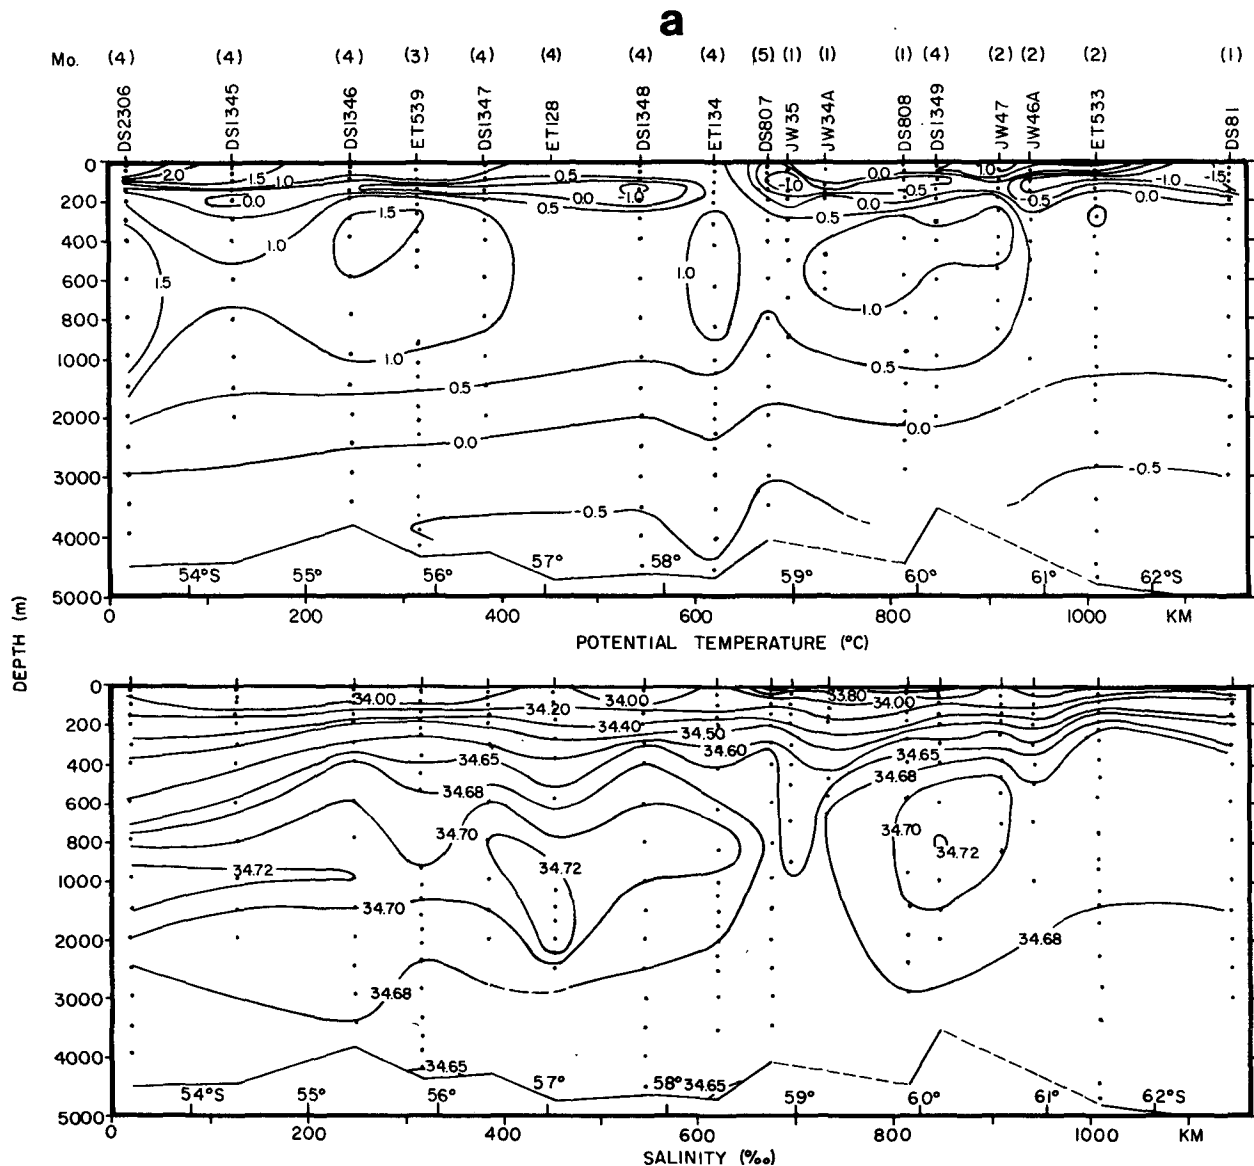 a
Mo. (4) (4) (4) (3) (4) (4) (4) (4) (5) (1) (1) (1) (4) (2) (2) (2) (1)
DS2306 DS1345 DS1346 ET539 DS1347 ET128 DS1348 ET134 DS807 JW35 JW34A DS808 DS1349 JW47 JW46A ET533 DS81
0
2.0 1.5 1.0 0.5 -1.0 0.0 -0.5 1.0 -1.0 -1.5
200
0.0 0.0 -1.0 0.5 0.5 0.0 -0.5 0.0
1.5
400
1.0
1.5 1.0
600
1.0
800
1.0
1000
0.5 0.5
2000
0.0 0.0
3000
-0.5
-0.5
4000
54°S 55° 56° 57° 58° 59° 60° 61° 62°S
5000
0 200 400 600 800 1000 KM
POTENTIAL TEMPERATURE (°C)
DEPTH (m)
0
34.00 34.00 33.80 34.00
34.20
200
34.40 34.50
34.60 34.65
34.65
400
34.68
34.68
600
34.70 34.70
800
34.72 34.72 34.72
1000
34.70
2000
34.68
34.68
3000
4000
34.65 34.65
54°S 55° 56° 57° 58° 59° 60° 61° 62°S
5000
0 200 400 600 800 1000 KM
SALINITY (‰)